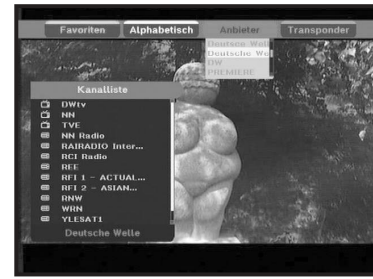 Favoriten
Alphabetisch
Anbieter
Transponder
Deutsche Welle
Deutsche We
DW
PREMIERE
Kanalliste
DWtv
NN
TVE
NN Radio
RAIRADIO Inter...
RCI Radio
REE
RFI 1 - ACTUAL...
RFI 2 - ASIAN...
RNW
WRN
YLESAT1
Deutsche Welle